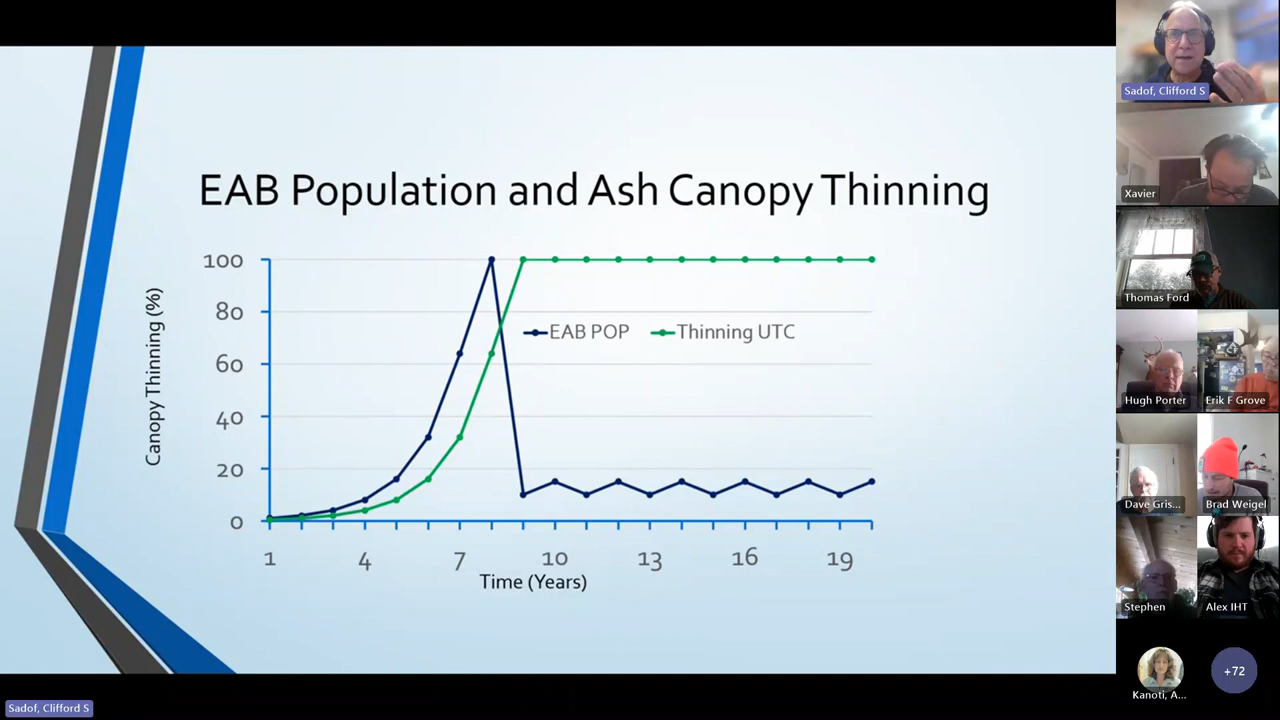 EAB Population and Ash Canopy Thinning
Canopy Thinning (%)
100
80
60
40
20
0
EAB POP
Thinning UTC
1 4 7 10 13 16 19
Time (Years)
Sadof, Clifford S
Xavier
Thomas Ford
Hugh Porter
Erik F Grove
Dave Gris...
Brad Weigel
Stephen
Alex IHT
Kanoti, A...
+72
Sadof, Clifford S